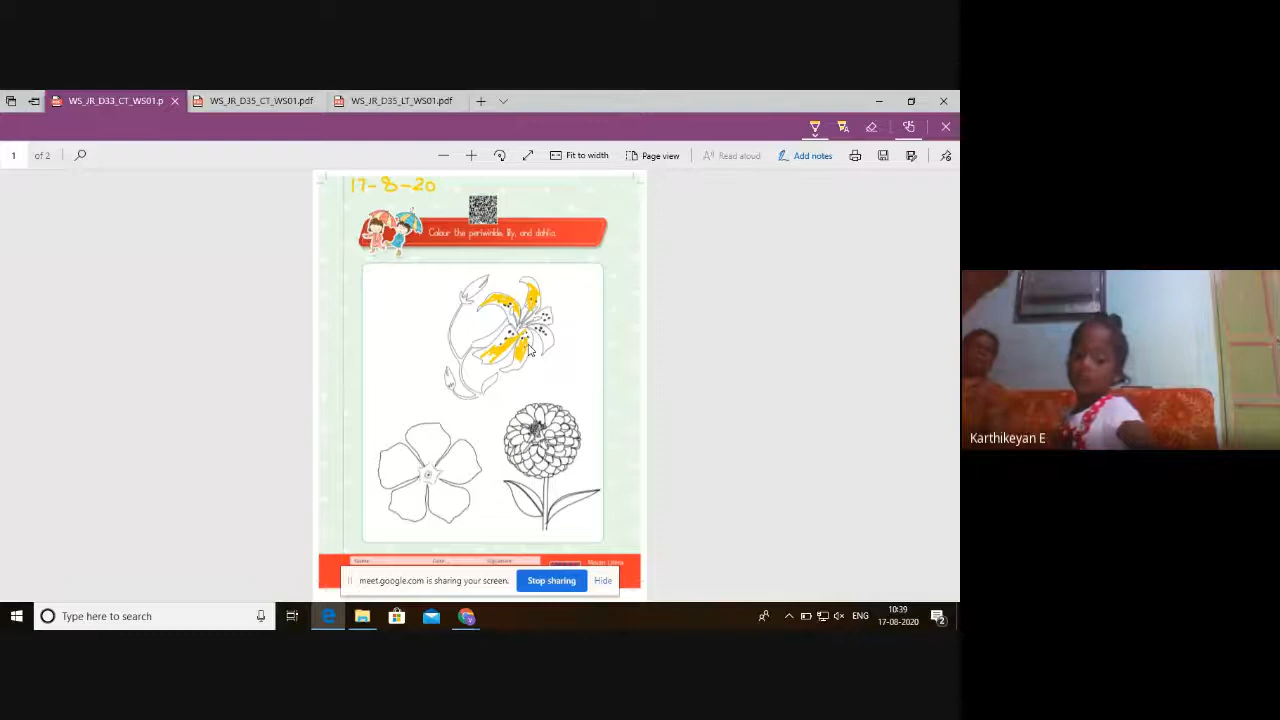 WS_JR_D33_CT_WS01.p
WS_JR_D35_CT_WS01.pdf
WS_JR_D35_LT_WS01.pdf
1 of 2
Fit to width
Page view
Read aloud
Add notes
17-8-20
Colour the periwinkle, lily, and dahlia.
Karthikeyan E
meet.google.com is sharing your screen.
Stop sharing
Hide
Type here to search
ENG
10:39
17-08-2020
2